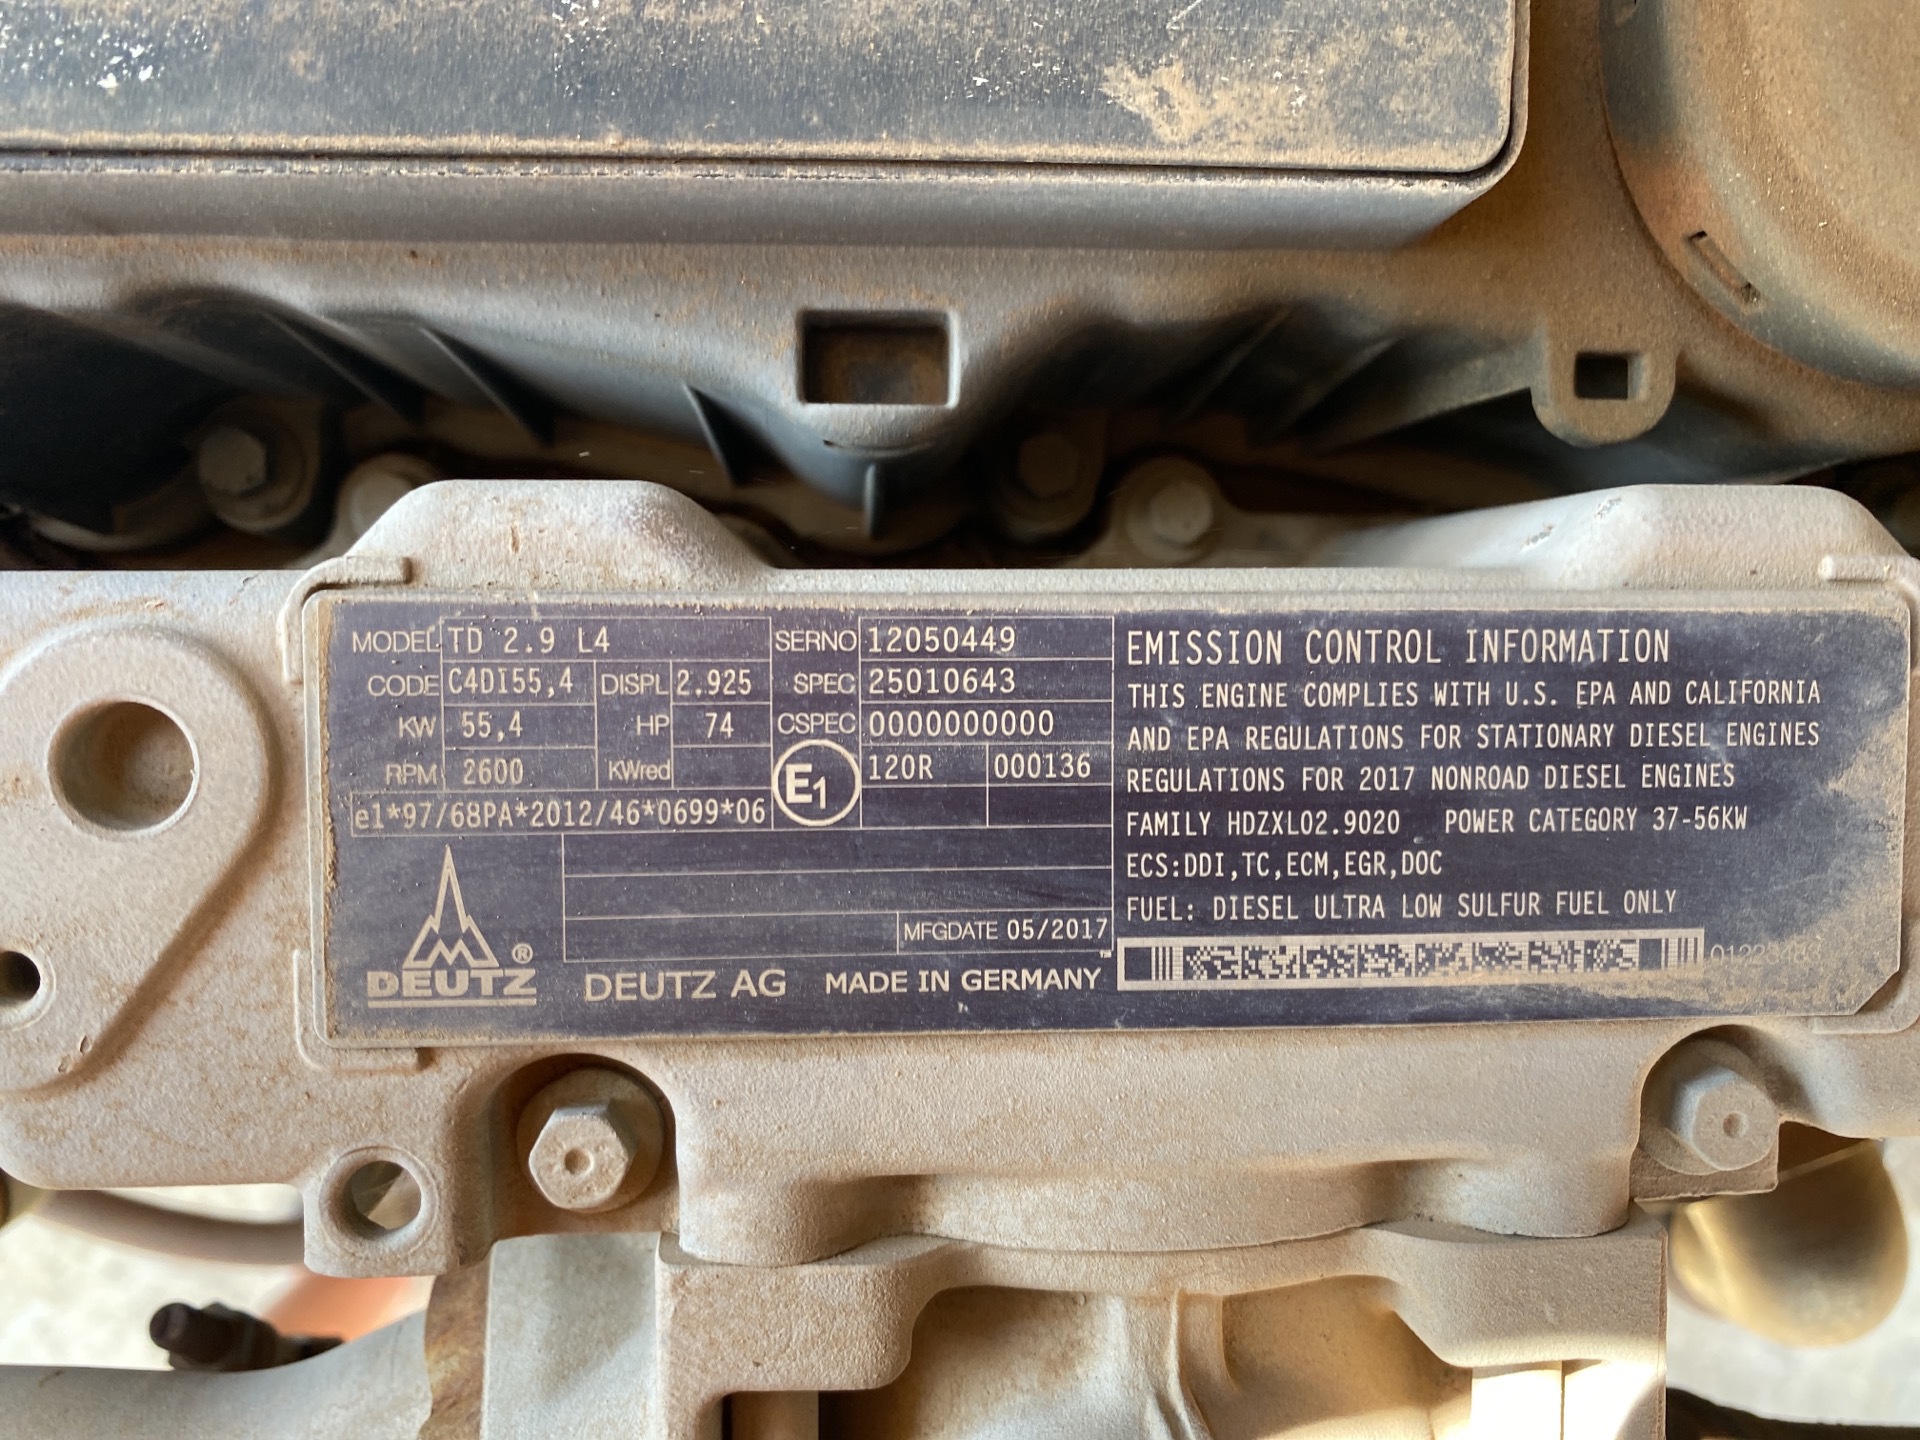 MODEL TD 2.9 L4 SERNO 12050449
CODE C4DI55,4 DISPL 2.925 SPEC 25010643
KW 55,4 HP 74 CSPEC 0000000000
RPM 2600 KWred E1 120R 000136
e1*97/68PA*2012/46*0699*06
MFGDATE 05/2017
DEUTZ ® DEUTZ AG MADE IN GERMANY
EMISSION CONTROL INFORMATION
THIS ENGINE COMPLIES WITH U.S. EPA AND CALIFORNIA
AND EPA REGULATIONS FOR STATIONARY DIESEL ENGINES
REGULATIONS FOR 2017 NONROAD DIESEL ENGINES
FAMILY HDZXL02.9020 POWER CATEGORY 37-56KW
ECS:DDI,TC,ECM,EGR,DOC
FUEL: DIESEL ULTRA LOW SULFUR FUEL ONLY